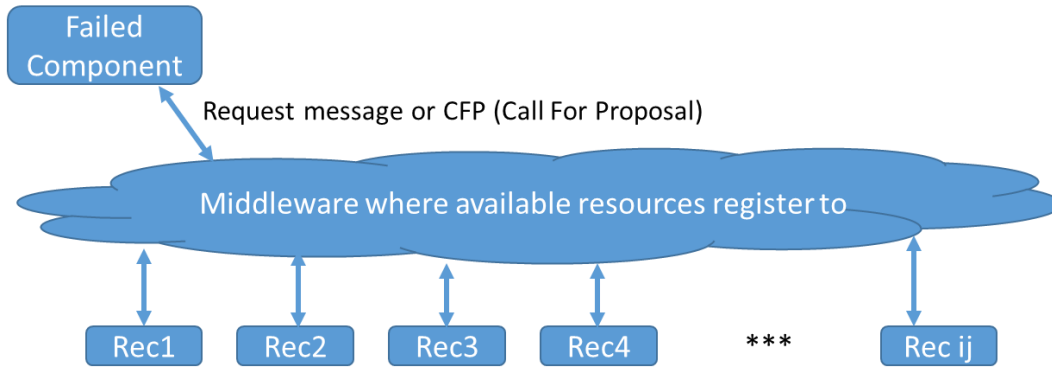 Failed
Component
Request message or CFP (Call For Proposal)
Middleware where available resources register to
Rec1 Rec2 Rec3 Rec4 *** Rec ij